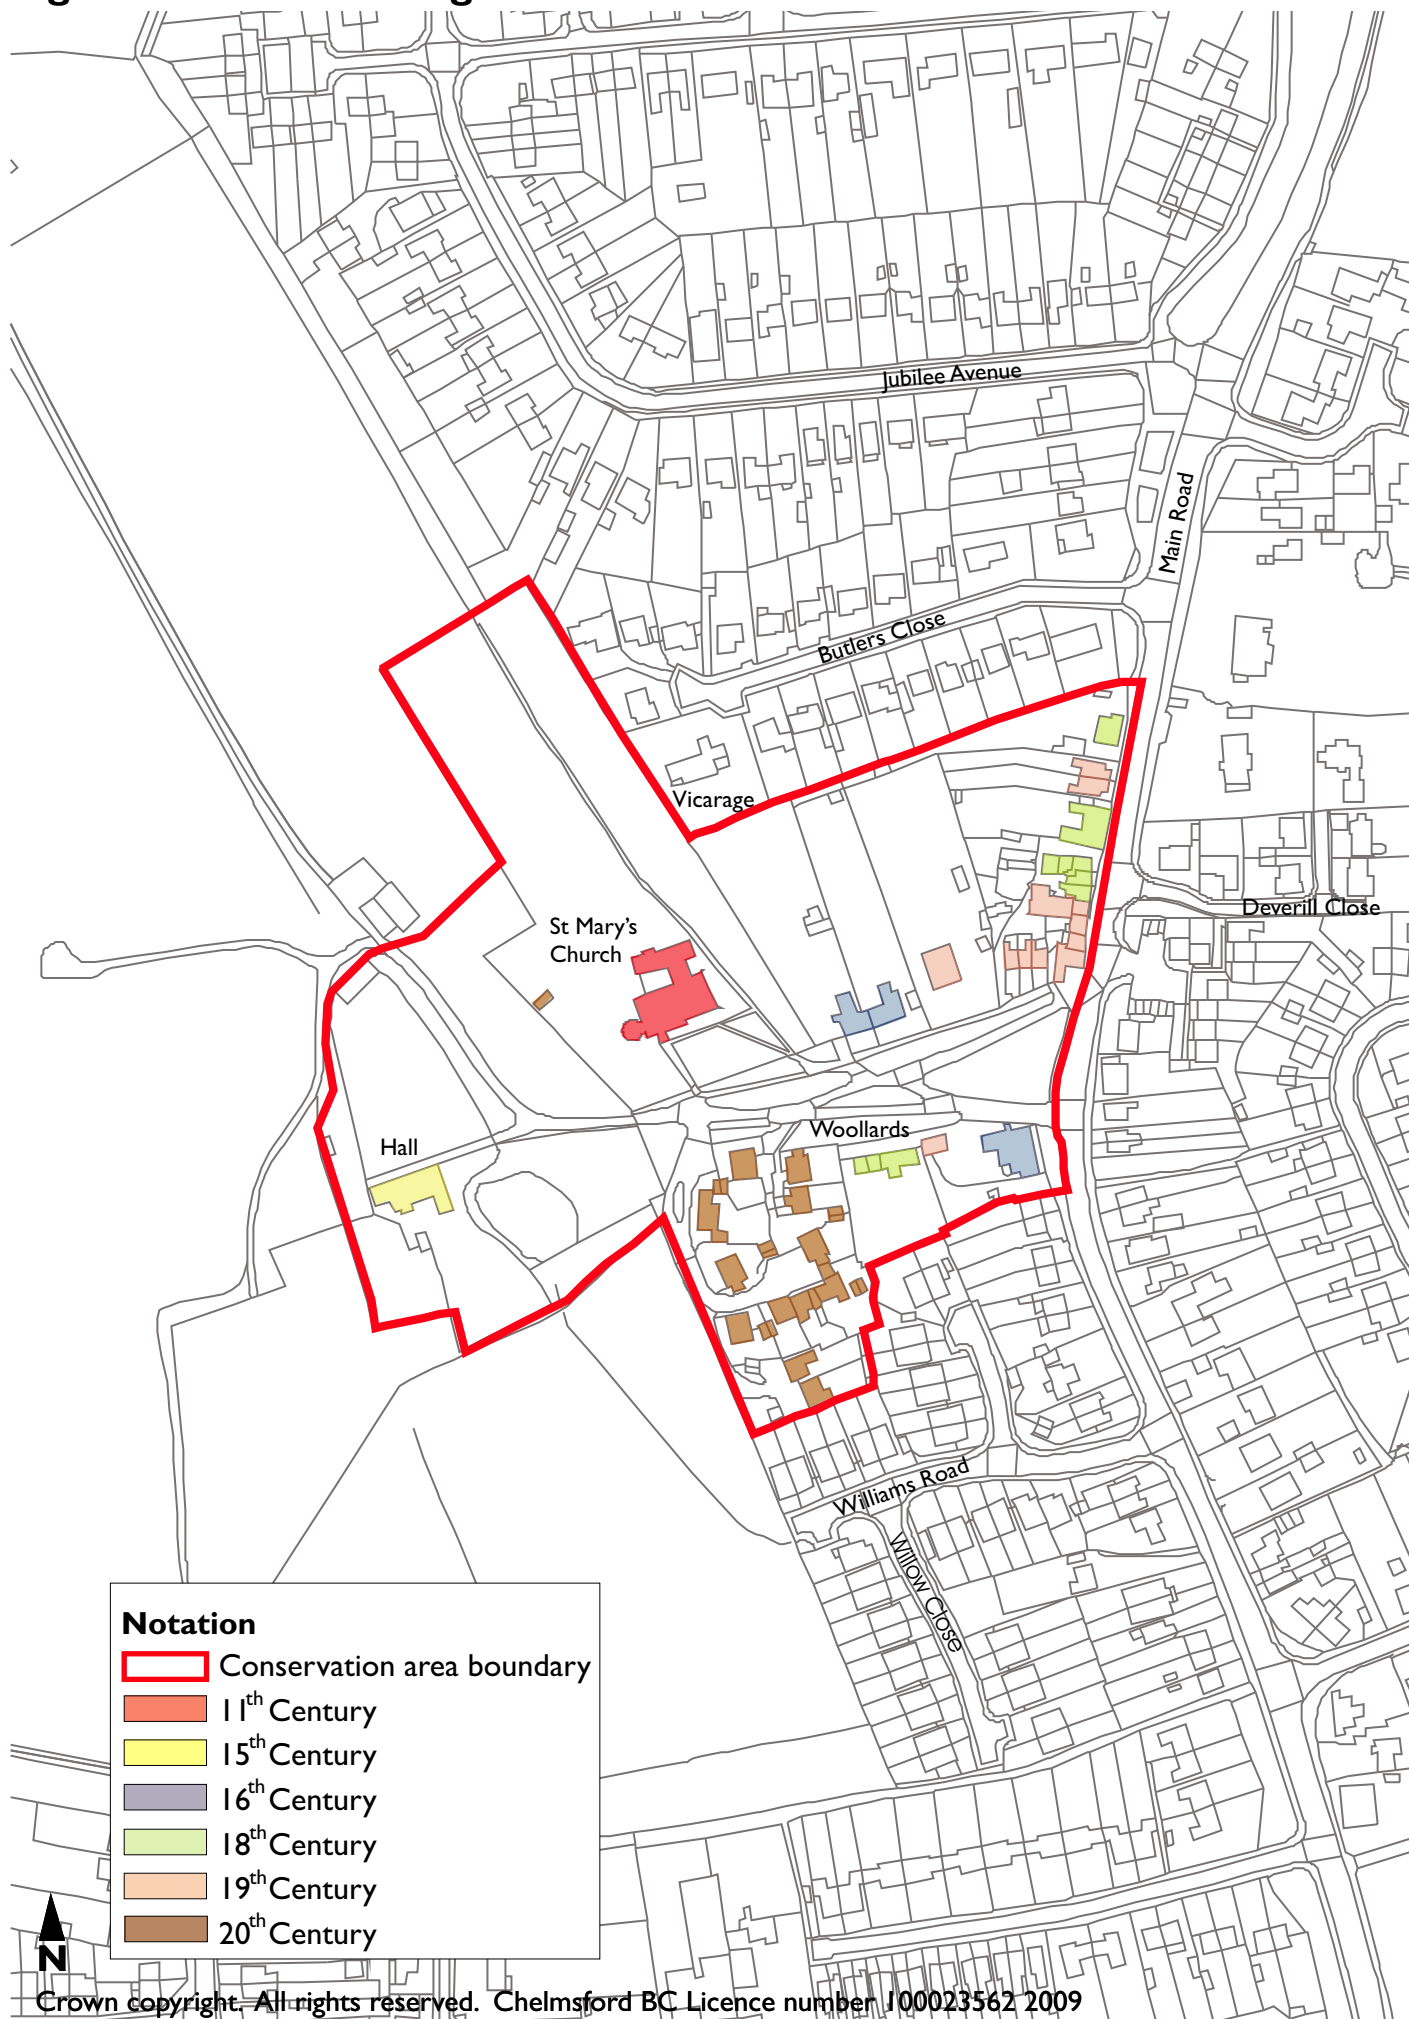 Jubilee Avenue
Main Road
Butlers Close
Vicarage
Deverill Close
St Mary's
Church
Woollards
Hall
Williams Road
Willow Close
Notation
Conservation area boundary
11th Century
15th Century
16th Century
18th Century
19th Century
20th Century
N
Crown copyright. All rights reserved. Chelmsford BC Licence number 100023562 2009